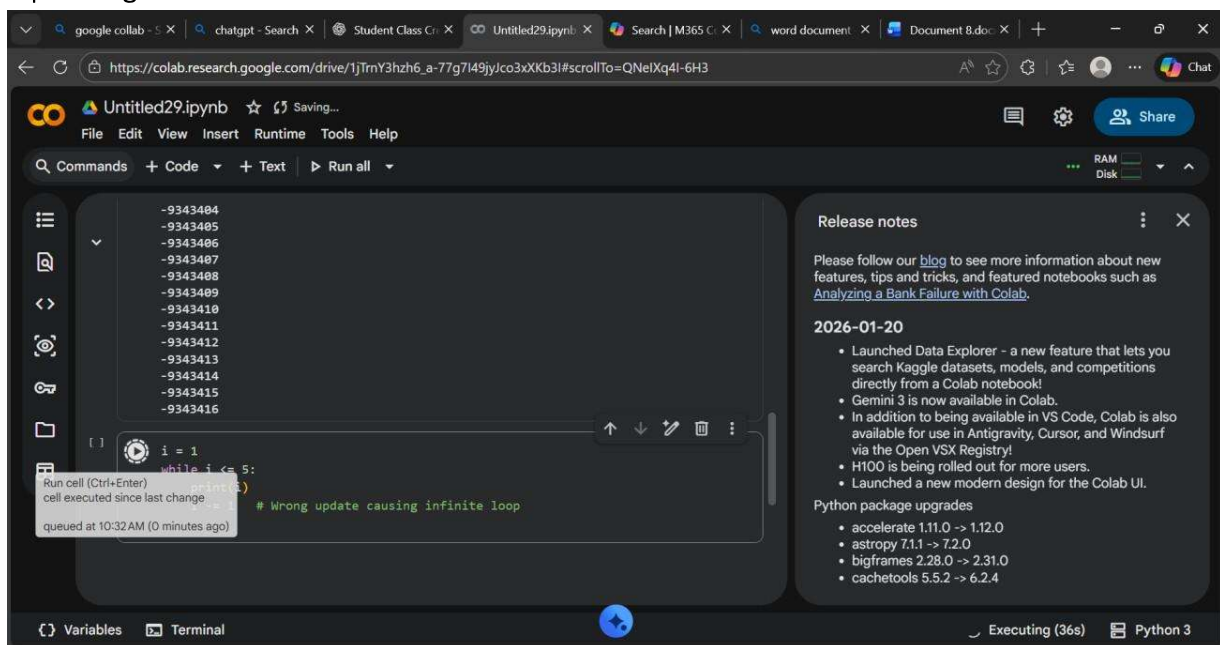 google collab - S
chatgpt - Search
Student Class Cr
Untitled29.ipynb
Search | M365 C
word document
Document 8.doc
https://colab.research.google.com/drive/1jTrnY3hzh6_a-77g7I49jyJco3xXKb3I#scrollTo=QNeIXq4I-6H3
Chat
Untitled29.ipynb Saving...
Share
File Edit View Insert Runtime Tools Help
Commands + Code + Text Run all
RAM
Disk
-9343404
-9343405
-9343406
-9343407
-9343408
-9343409
-9343410
-9343411
-9343412
-9343413
-9343414
-9343415
-9343416
[ ] i = 1
while i <= 5:
print(i)
# Wrong update causing infinite loop
Run cell (Ctrl+Enter)
cell executed since last change
queued at 10:32 AM (0 minutes ago)
Release notes
Please follow our blog to see more information about new
features, tips and tricks, and featured notebooks such as
Analyzing a Bank Failure with Colab.
2026-01-20
• Launched Data Explorer - a new feature that lets you
search Kaggle datasets, models, and competitions
directly from a Colab notebook!
• Gemini 3 is now available in Colab.
• In addition to being available in VS Code, Colab is also
available for use in Antigravity, Cursor, and Windsurf
via the Open VSX Registry!
• H100 is being rolled out for more users.
• Launched a new modern design for the Colab UI.
Python package upgrades
• accelerate 1.11.0 -> 1.12.0
• astropy 7.1.1 -> 7.2.0
• bigframes 2.28.0 -> 2.31.0
• cachetools 5.5.2 -> 6.2.4
Variables
Terminal
Executing (36s)
Python 3